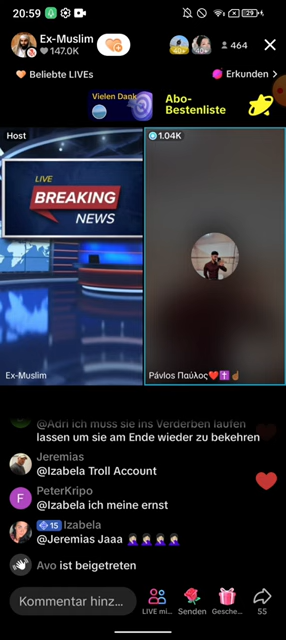 20:59
29
Ex-Muslim
147.0K
40+
40+
464
Beliebte LIVEs
Erkunden >
Vielen Dank
Abo-
Bestenliste
Host
1.04K
LIVE
BREAKING
NEWS
Ex-Muslim
Pávlos Παύλος❤️✝️☝🏾
@Adri ich muss sie ins Verderben laufen
lassen um sie am Ende wieder zu bekehren
Jeremias
@Izabela Troll Account
PeterKripo
@Izabela ich meine ernst
15 Izabela
@Jeremias Jaaa 🤦🏻‍♀️🤦🏻‍♀️🤦🏻‍♀️🤦🏻‍♀️
Avo ist beigetreten
Kommentar hinz...
LIVE mi...
Senden
Gesche...
55